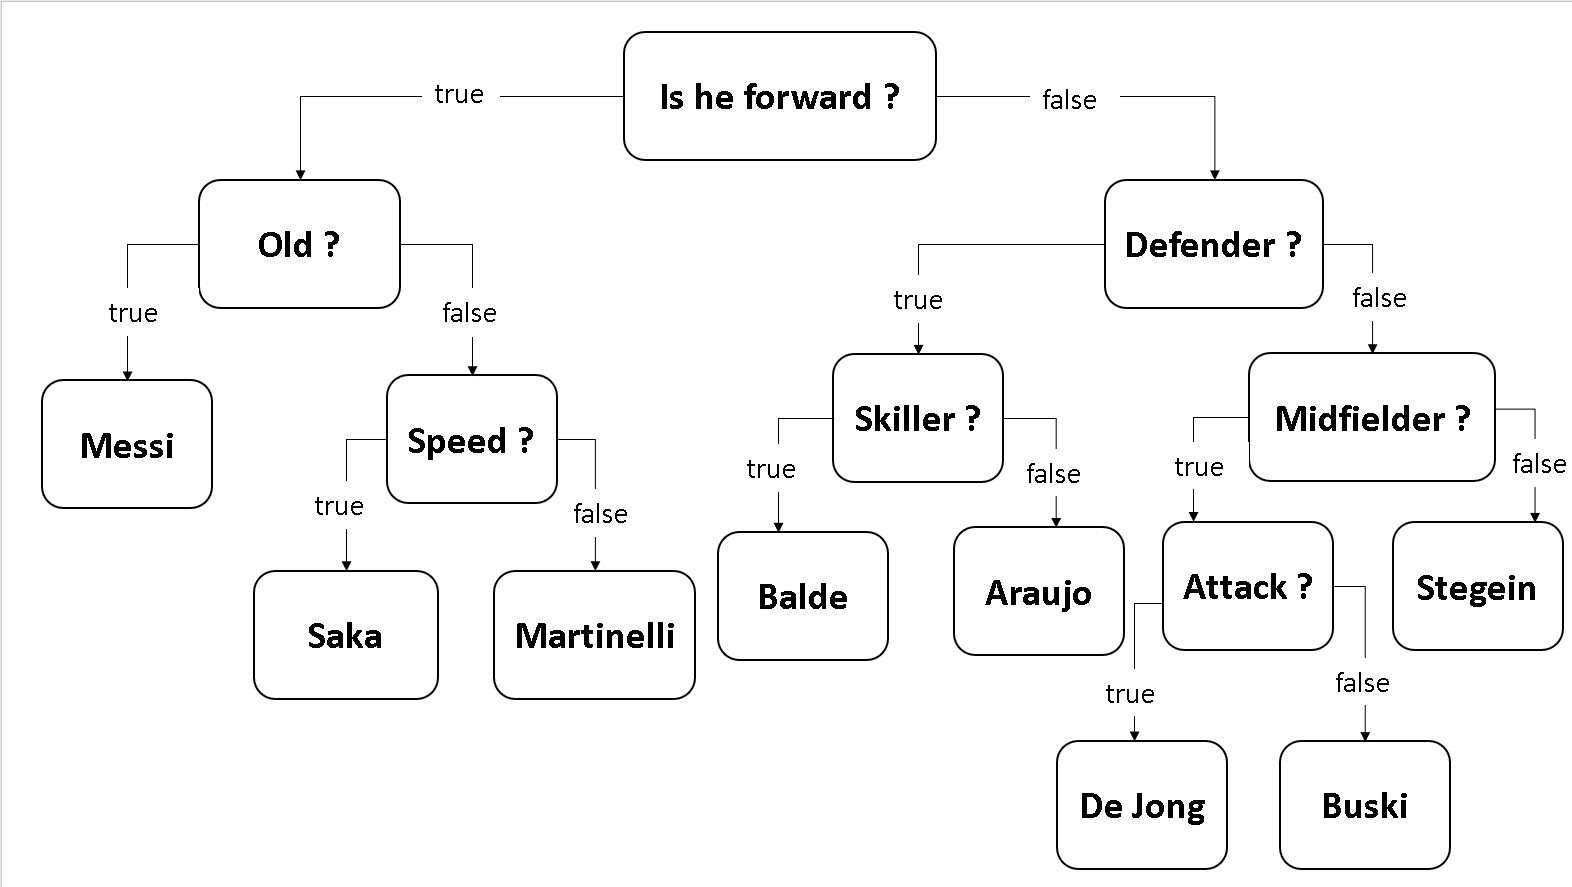 Is he forward ?
true
false
Old ?
Defender ?
true
false
true
false
Messi
Speed ?
Skiller ?
Midfielder ?
true
false
true
false
true
false
Saka
Martinelli
Balde
Araujo
Attack ?
Stegein
true
false
De Jong
Buski